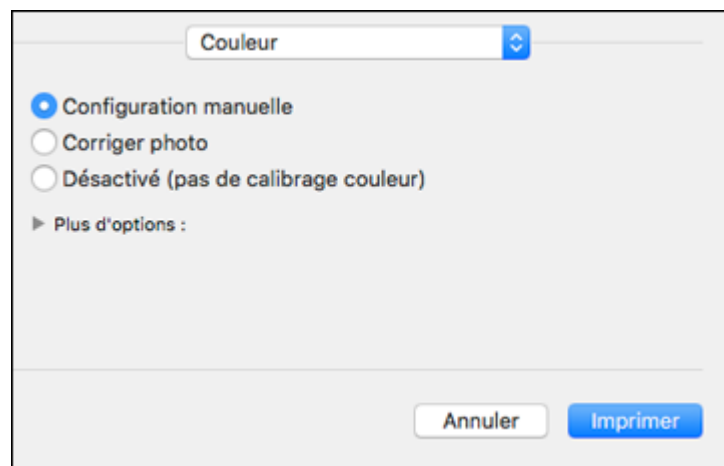 Couleur
Configuration manuelle
Corriger photo
Désactivé (pas de calibrage couleur)
Plus d'options :
Annuler Imprimer